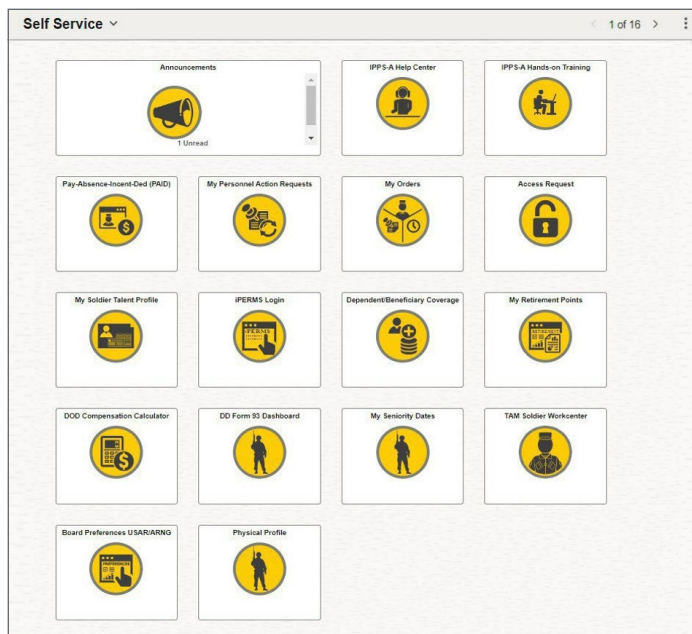 Self Service
1 of 16
Announcements
1 Unread
IPPS-A Help Center
IPPS-A Hands-on Training
Pay-Absence-Incent-Ded (PAID)
My Personnel Action Requests
My Orders
Access Request
My Soldier Talent Profile
iPERMS Login
iPERMS
Dependent/Beneficiary Coverage
My Retirement Points
RETIREMENT
DOD Compensation Calculator
DD Form 93 Dashboard
My Seniority Dates
TAM Soldier Workcenter
Board Preferences USAR/ARNG
PREFERENCES
Physical Profile